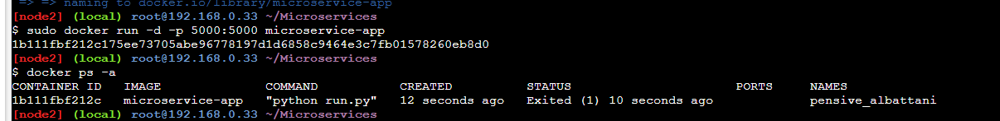 => => naming to docker.io/library/microservice-app
[node2] (local) root@192.168.0.33 ~/Microservices
$ sudo docker run -d -p 5000:5000 microservice-app
1b111fbf212c175ee73705abe96778197d1d6858c9464e3c7fb01578260eb8d0
[node2] (local) root@192.168.0.33 ~/Microservices
$ docker ps -a
CONTAINER ID   IMAGE              COMMAND           CREATED          STATUS                      PORTS     NAMES
1b111fbf212c   microservice-app   "python run.py"   12 seconds ago   Exited (1) 10 seconds ago             pensive_albattani
[node2] (local) root@192.168.0.33 ~/Microservices